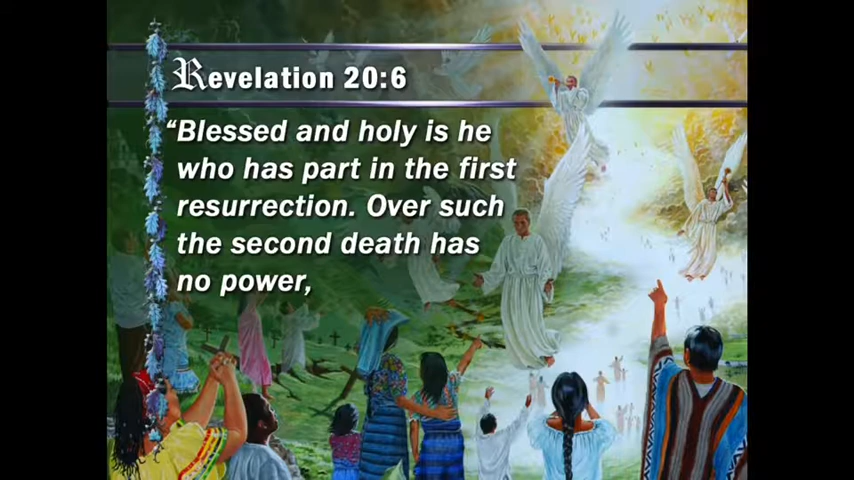 Revelation 20:6
“Blessed and holy is he
who has part in the first
resurrection. Over such
the second death has
no power,